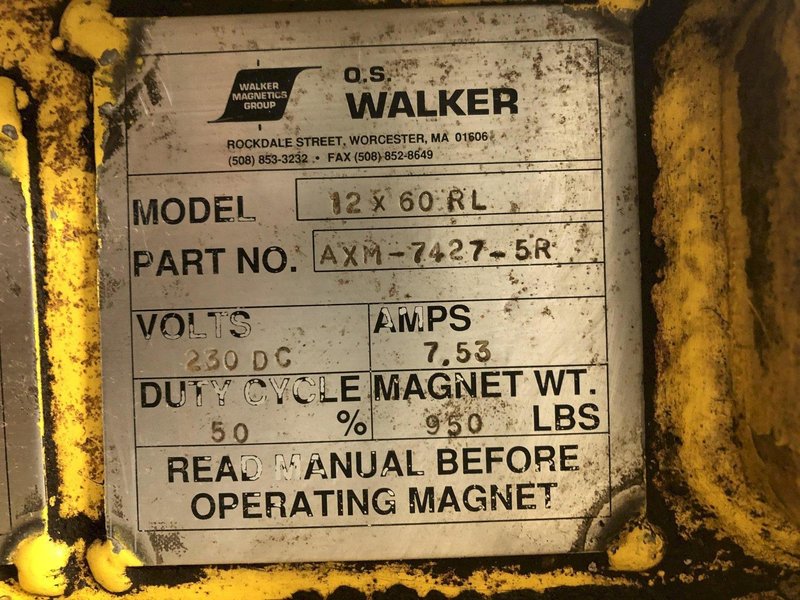 WALKER
MAGNETICS
GROUP
O.S.
WALKER
ROCKDALE STREET, WORCESTER, MA 01606
(508) 853-3232 • FAX (508) 852-8649
MODEL 12 X 60 RL
PART NO. AXM-7427-5R
VOLTS 230 DC
AMPS 7.53
DUTY CYCLE 50 %
MAGNET WT. 950 LBS
READ MANUAL BEFORE
OPERATING MAGNET